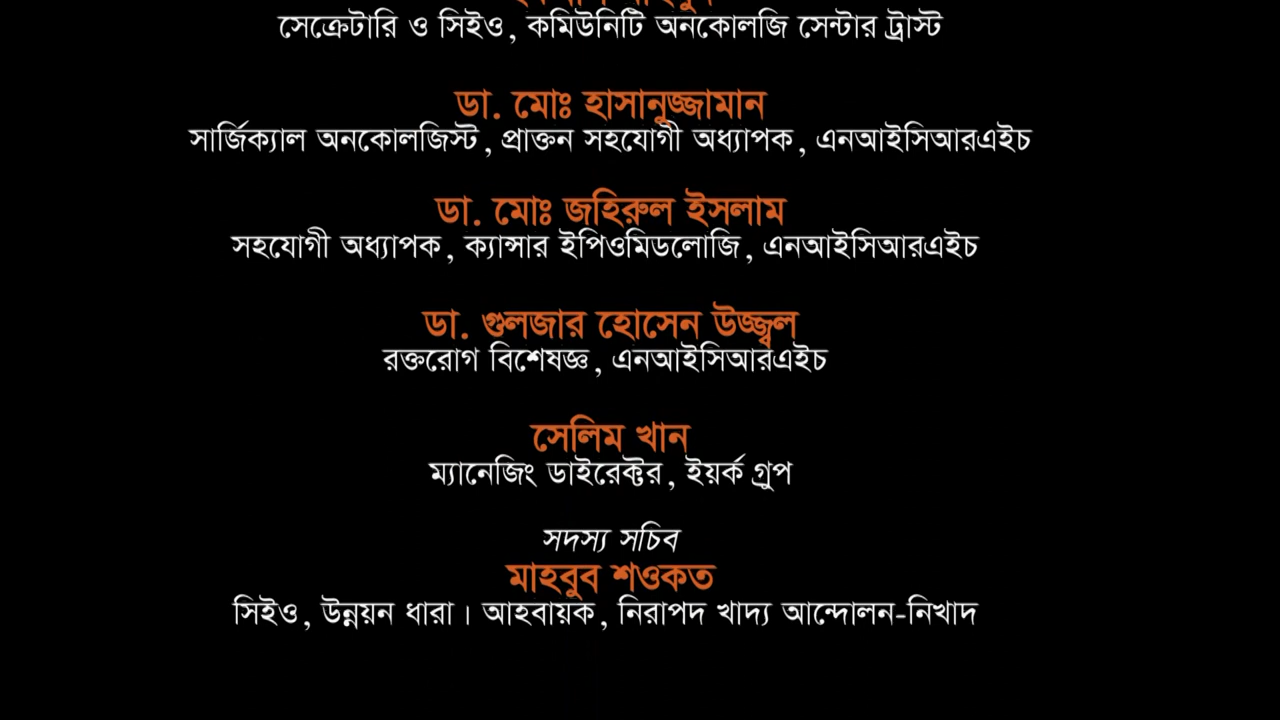 সেক্রেটারি ও সিইও, কমিউনিটি অনকোলজি সেন্টার ট্রাস্ট
ডা. মোঃ হাসানুজ্জামান
সার্জিক্যাল অনকোলজিস্ট, প্রাক্তন সহযোগী অধ্যাপক, এনআইসিআরএইচ
ডা. মোঃ জহিরুল ইসলাম
সহযোগী অধ্যাপক, ক্যান্সার ইপিওমিডলোজি, এনআইসিআরএইচ
ডা. গুলজার হোসেন উজ্জ্বল
রক্তরোগ বিশেষজ্ঞ, এনআইসিআরএইচ
সেলিম খান
ম্যানেজিং ডাইরেক্টর, ইয়র্ক গ্রুপ
সদস্য সচিব
মাহবুব শওকত
সিইও, উন্নয়ন ধারা। আহবায়ক, নিরাপদ খাদ্য আন্দোলন-নিখাদ